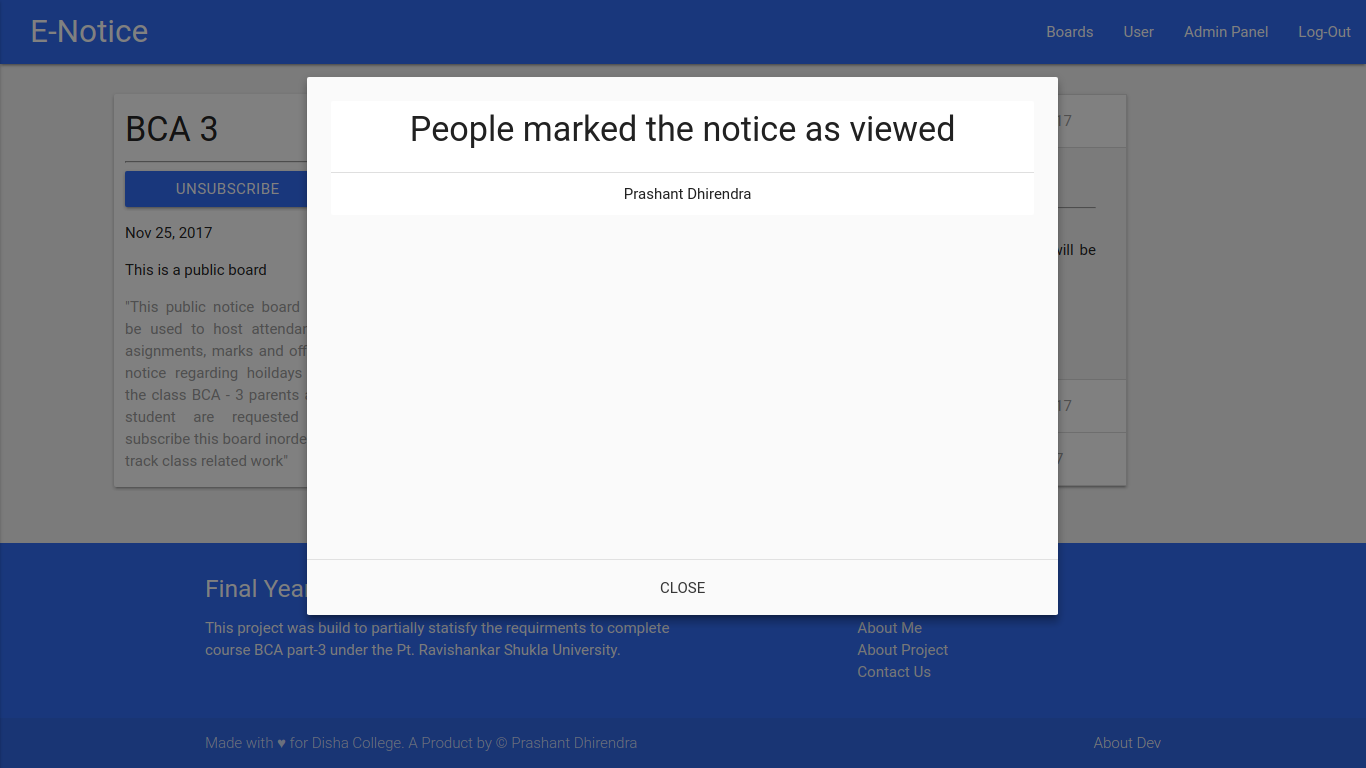 E-Notice
Boards
User
Admin Panel
Log-Out
People marked the notice as viewed
Prashant Dhirendra
CLOSE
BCA 3
UNSUBSCRIBE
Nov 25, 2017
This is a public board
"This public notice board
be used to host
asignments, marks and
notice regarding hoildays
the class BCA - 3 parents
student are requested
subscribe this board
track class related work"
17
will be
17
7
Final Year
This project was build to partially statisfy the requirments to complete
course BCA part-3 under the Pt. Ravishankar Shukla University.
About Me
About Project
Contact Us
Made with ♥ for Disha College. A Product by © Prashant Dhirendra
About Dev